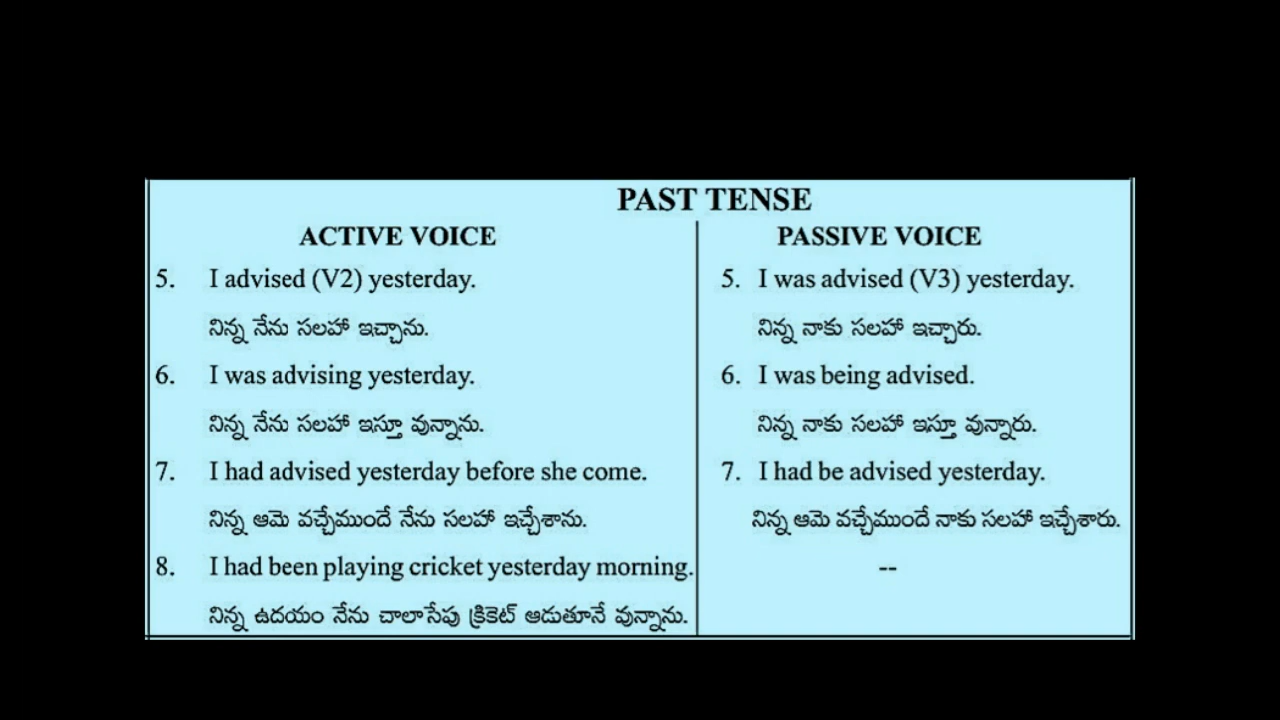 PAST TENSE
ACTIVE VOICE
PASSIVE VOICE
5. I advised (V2) yesterday.
5. I was advised (V3) yesterday.
నిన్న నేను సలహా ఇచ్చాను.
నిన్న నాకు సలహా ఇచ్చారు.
6. I was advising yesterday.
6. I was being advised.
నిన్న నేను సలహా ఇస్తూ వున్నాను.
నిన్న నాకు సలహా ఇస్తూ వున్నారు.
7. I had advised yesterday before she come.
7. I had be advised yesterday.
నిన్న ఆమె వచ్చేముందే నేను సలహా ఇచ్చేశాను.
నిన్న ఆమె వచ్చేముందే నాకు సలహా ఇచ్చేశారు.
8. I had been playing cricket yesterday morning.
--
నిన్న ఉదయం నేను చాలాసేపు క్రికెట్ ఆడుతూనే వున్నాను.